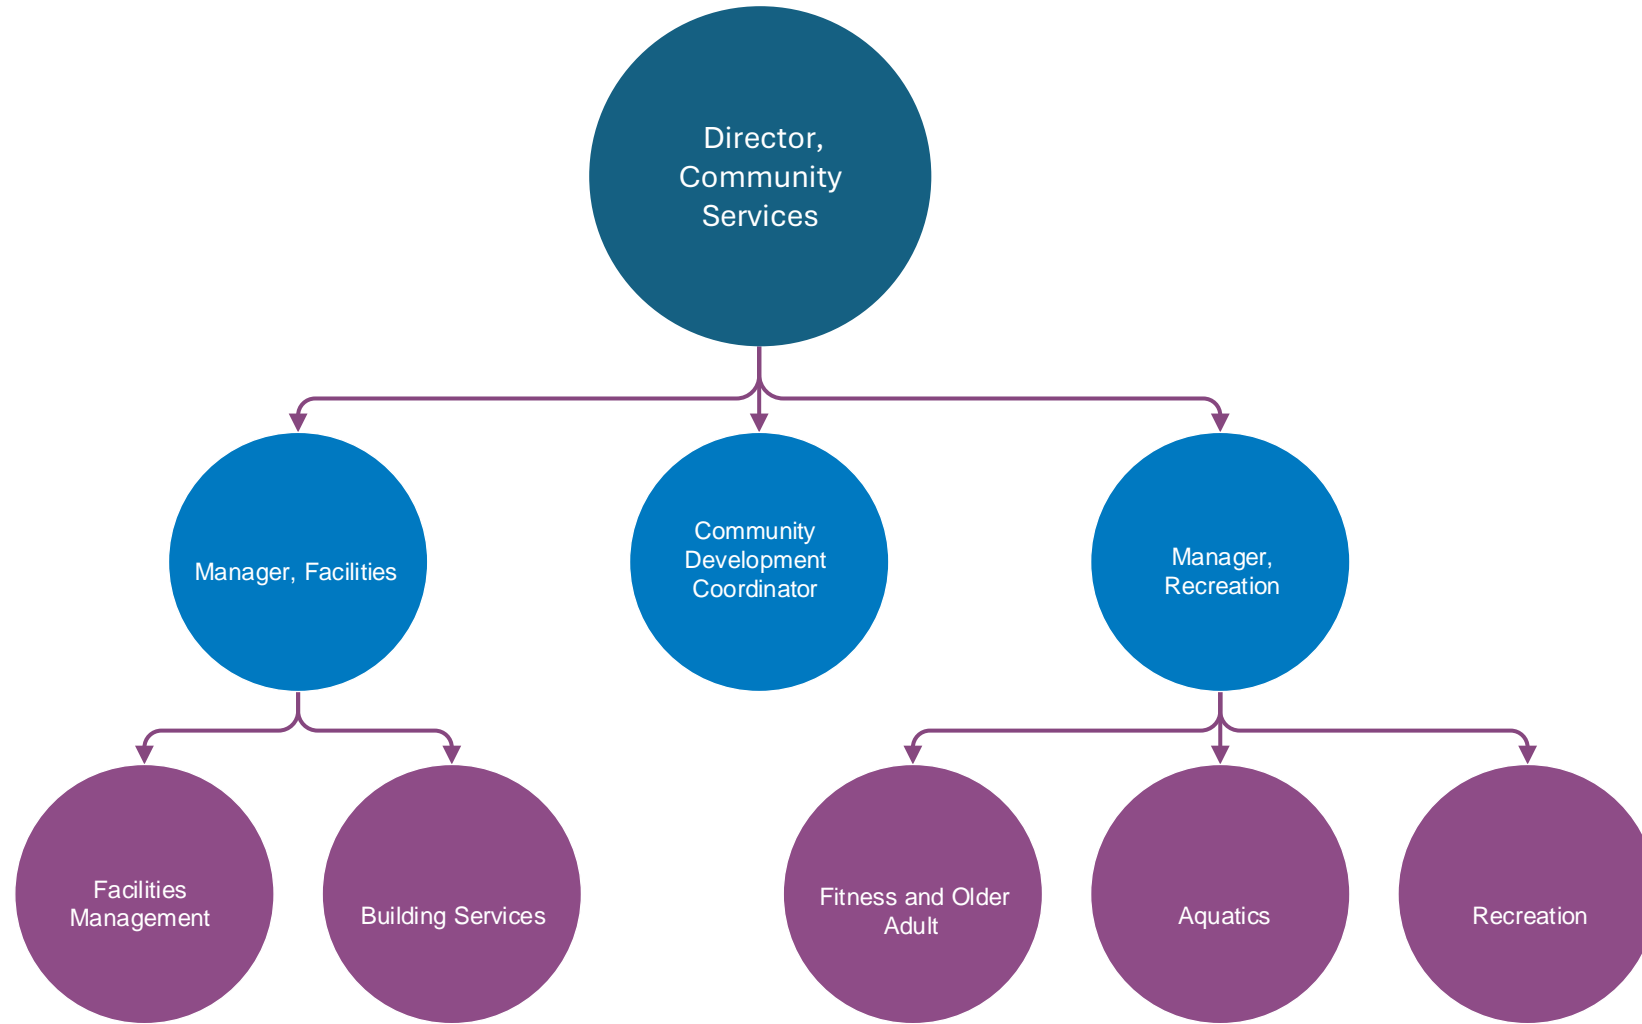 Director,
Community
Services
Manager, Facilities
Community
Development
Coordinator
Manager,
Recreation
Facilities
Management
Building Services
Fitness and Older
Adult
Aquatics
Recreation